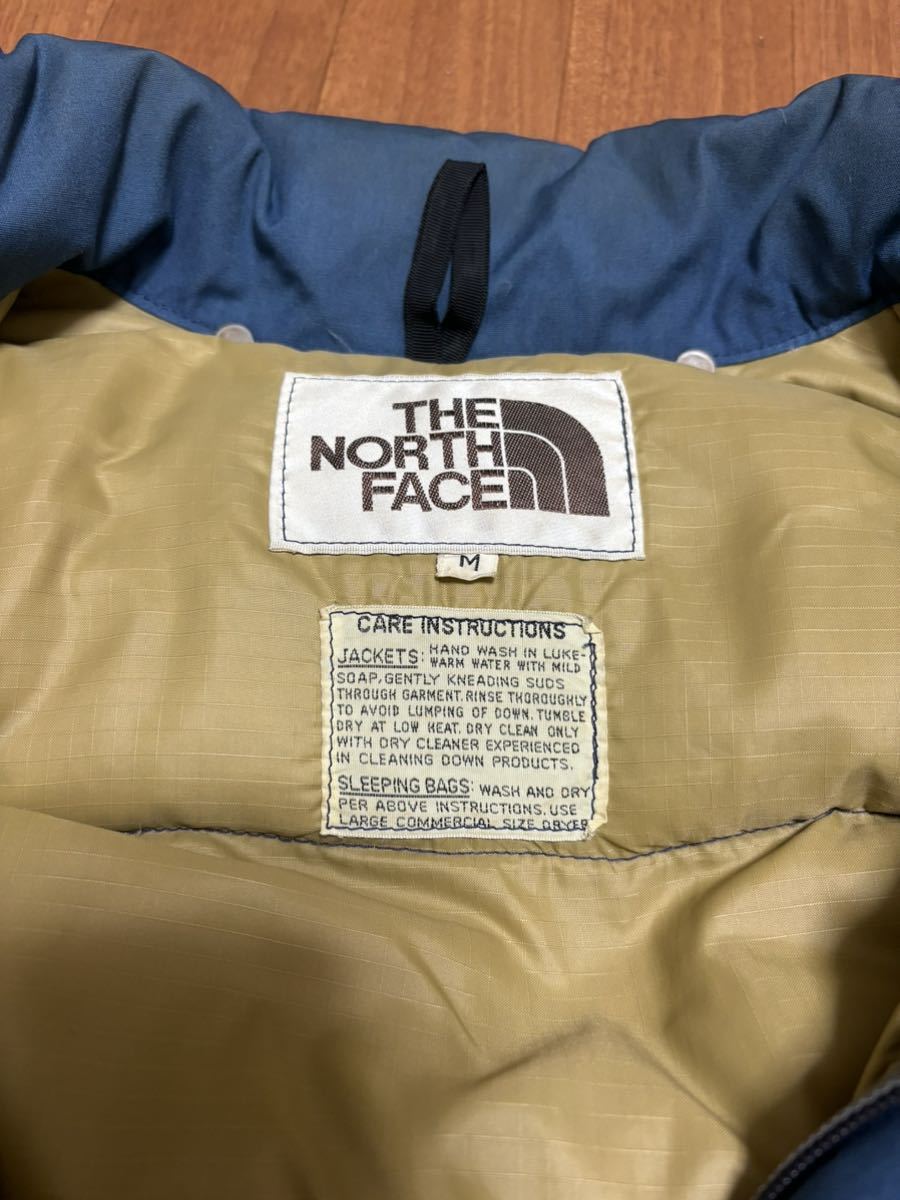 THE
NORTH
FACE
M
CARE INSTRUCTIONS
JACKETS: HAND WASH IN LUKE-
WARM WATER WITH MILD
SOAP, GENTLY KNEADING SUDS
THROUGH GARMENT. RINSE THOROUGHLY
TO AVOID LUMPING OF DOWN. TUMBLE
DRY AT LOW HEAT. DRY CLEAN ONLY
WITH DRY CLEANER EXPERIENCED
IN CLEANING DOWN PRODUCTS.
SLEEPING BAGS: WASH AND DRY
PER ABOVE INSTRUCTIONS. USE
LARGE COMMERCIAL SIZE DRYER